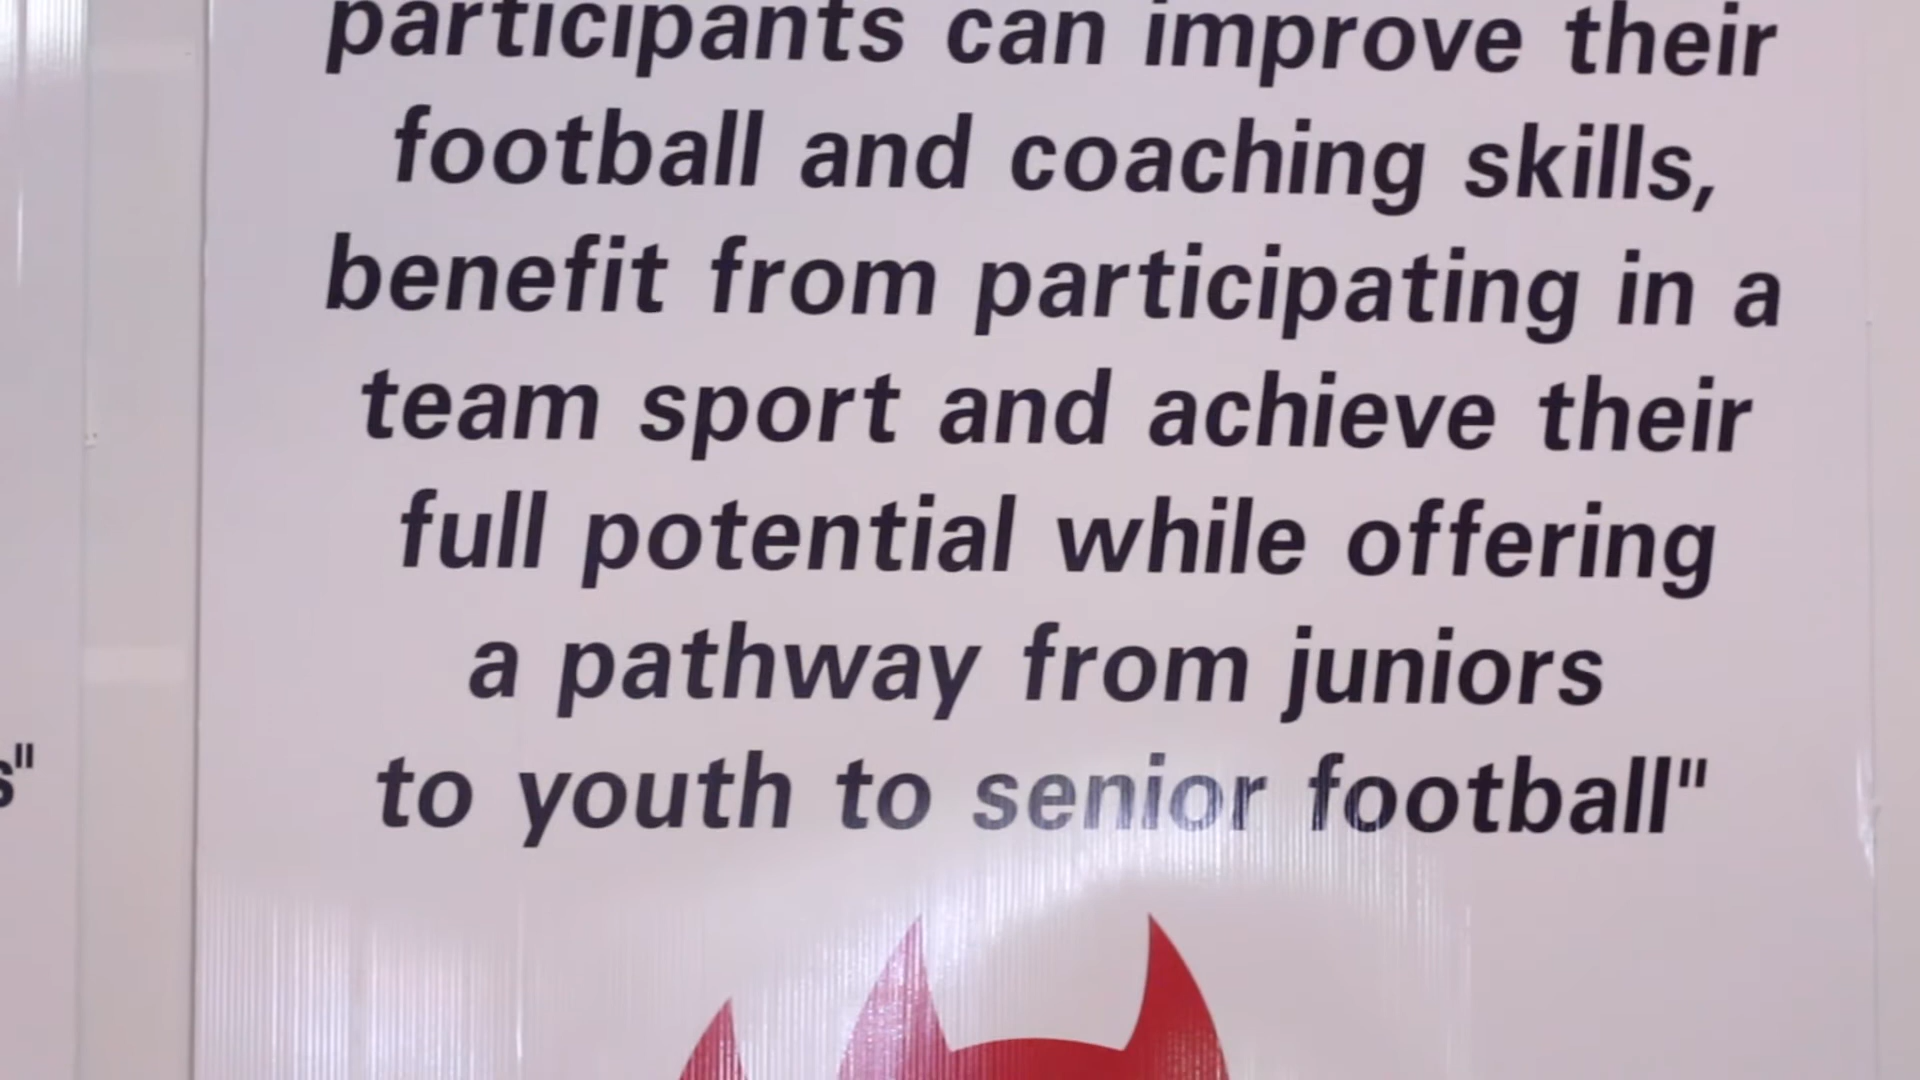 participants can improve their
football and coaching skills,
benefit from participating in a
team sport and achieve their
full potential while offering
a pathway from juniors
to youth to senior football"
s"